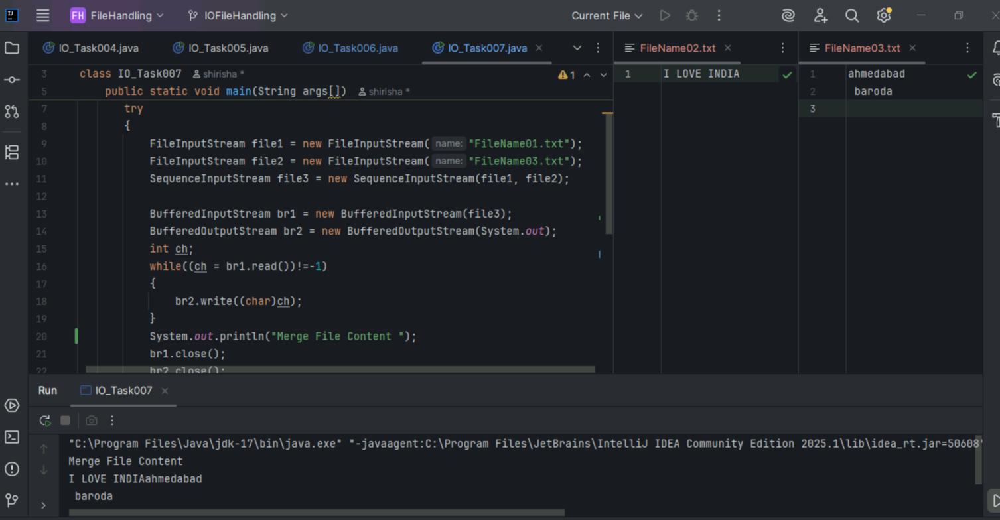 FH FileHandling IOFileHandling Current File
IO_Task004.java IO_Task005.java IO_Task006.java IO_Task007.java FileName02.txt FileName03.txt
3 class IO_Task007 shirisha *
1
5 public static void main(String args[]) shirisha *
7 try
8 {
9 FileInputStream file1 = new FileInputStream( name: "FileName01.txt");
10 FileInputStream file2 = new FileInputStream( name: "FileName03.txt");
11 SequenceInputStream file3 = new SequenceInputStream(file1, file2);
12
13 BufferedInputStream br1 = new BufferedInputStream(file3);
14 BufferedOutputStream br2 = new BufferedOutputStream(System.out);
15 int ch;
16 while((ch = br1.read())!=-1)
17 {
18 br2.write((char)ch);
19 }
20 System.out.println("Merge File Content ");
21 br1.close();
22 br2.close();
1 I LOVE INDIA
1 ahmedabad
2 baroda
3
Run IO_Task007
"C:\Program Files\Java\jdk-17\bin\java.exe" "-javaagent:C:\Program Files\JetBrains\IntelliJ IDEA Community Edition 2025.1\lib\idea_rt.jar=50608"
Merge File Content
I LOVE INDIAahmedabad
baroda